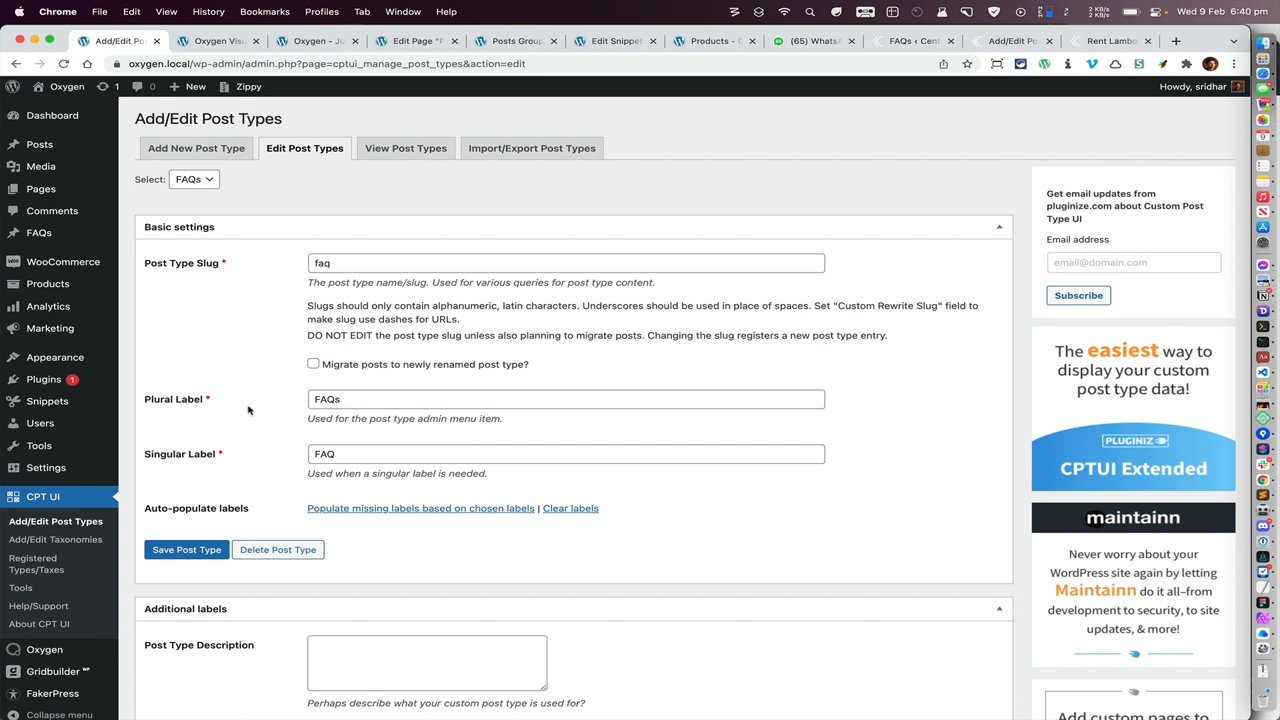 Chrome File Edit View History Bookmarks Profiles Tab Window Help
2 KB/s
2 KB/s
Wed 9 Feb 6:40 pm
Add/Edit Pos
Oxygen Visu
Oxygen – Ju
Edit Page "P
Posts Group
Edit Snippet
Products – C
(69) WhatsA
FAQs ‹ Cent
Add/Edit Po
Rent Lambo
oxygen.local/wp-admin/admin.php?page=cptui_manage_post_types&action=edit
Oxygen 1 0 New Zippy
Howdy, sridhar
Dashboard
Posts
Media
Pages
Comments
FAQs
WooCommerce
Products
Analytics
Marketing
Appearance
Plugins 1
Snippets
Users
Tools
Settings
CPT UI
Add/Edit Post Types
Add/Edit Taxonomies
Registered
Types/Taxes
Tools
Help/Support
About CPT UI
Oxygen
Gridbuilder WP
FakerPress
Collapse menu
Add/Edit Post Types
Add New Post Type
Edit Post Types
View Post Types
Import/Export Post Types
Select: FAQs
Basic settings
Post Type Slug *
faq
The post type name/slug. Used for various queries for post type content.
Slugs should only contain alphanumeric, latin characters. Underscores should be used in place of spaces. Set "Custom Rewrite Slug" field to
make slug use dashes for URLs.
DO NOT EDIT the post type slug unless also planning to migrate posts. Changing the slug registers a new post type entry.
Migrate posts to newly renamed post type?
Plural Label *
FAQs
Used for the post type admin menu item.
Singular Label *
FAQ
Used when a singular label is needed.
Auto-populate labels
Populate missing labels based on chosen labels | Clear labels
Save Post Type
Delete Post Type
Additional labels
Post Type Description
Perhaps describe what your custom post type is used for?
Get email updates from
pluginize.com about Custom Post
Type UI
Email address
email@domain.com
Subscribe
The easiest way to
display your custom
post type data!
PLUGINIZE
CPTUI Extended
maintainn
Never worry about your
WordPress site again by letting
Maintainn do it all–from
development to security, to site
updates, & more!
Add custom pages to